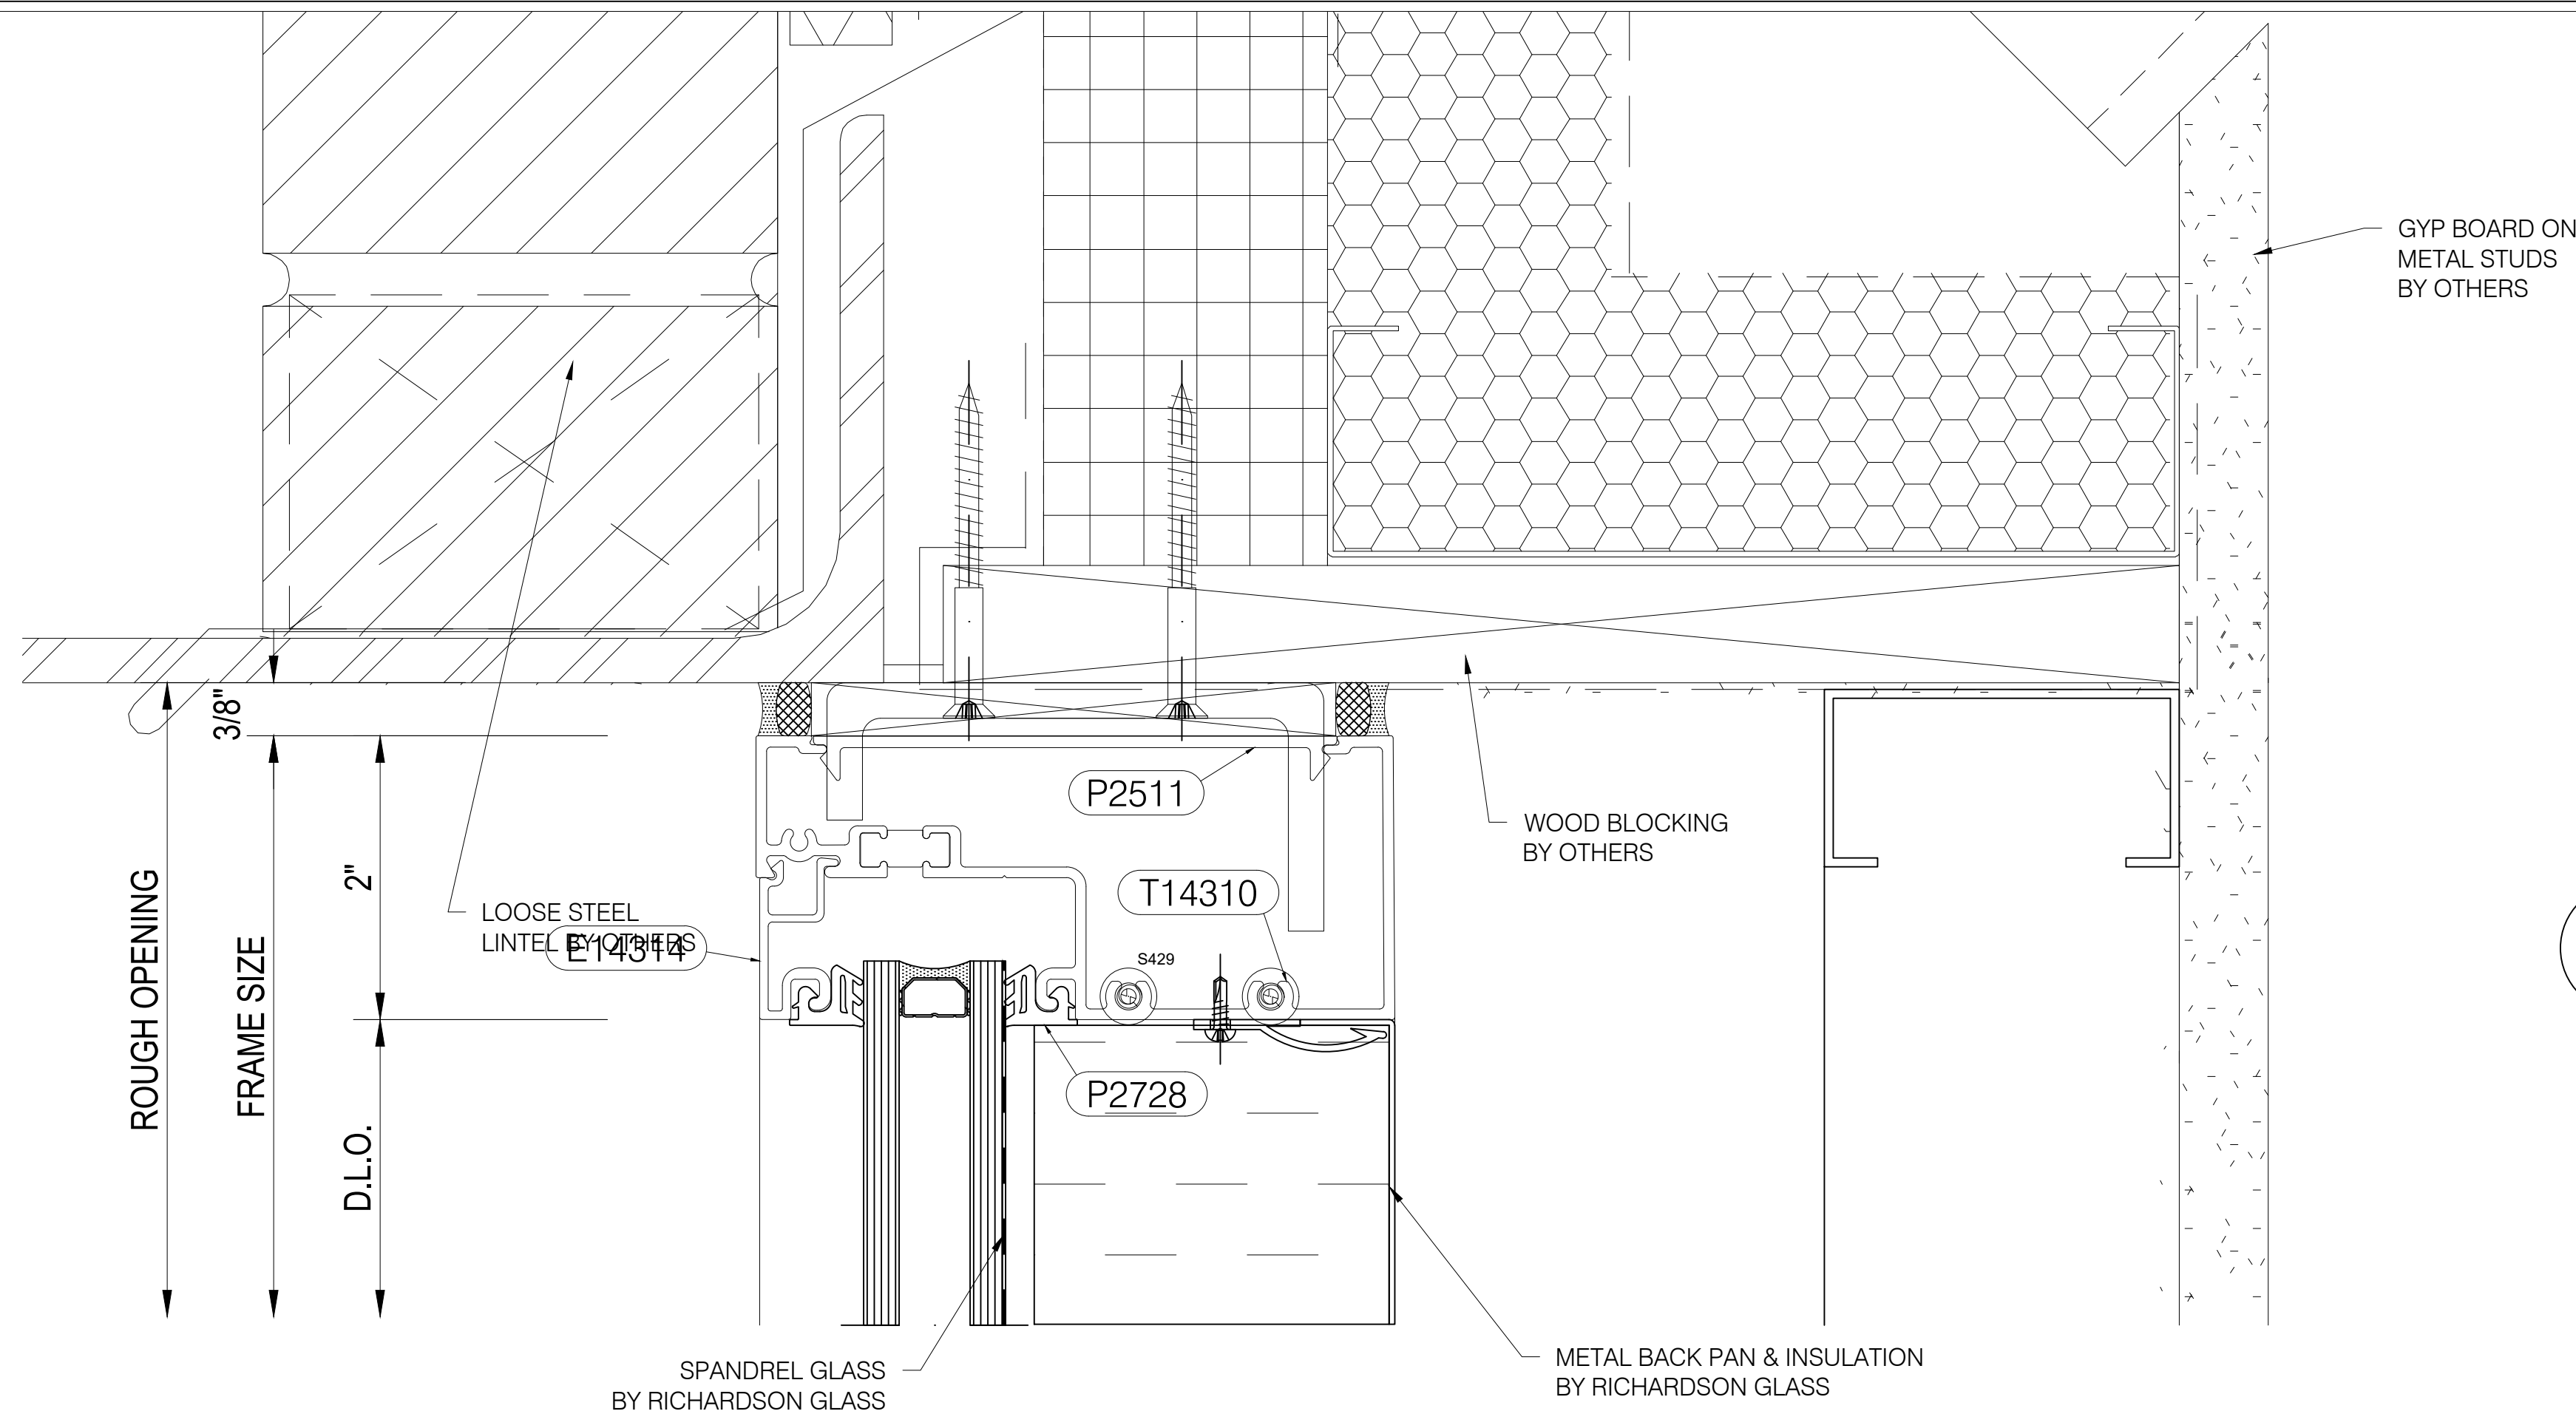 GYP BOARD ON
METAL STUDS
BY OTHERS
3/8"
P2511
WOOD BLOCKING
BY OTHERS
2"
T14310
LOOSE STEEL
LINTEL BY OTHERS
E14314
S429
ROUGH OPENING
FRAME SIZE
D.L.O.
P2728
SPANDREL GLASS
BY RICHARDSON GLASS
METAL BACK PAN & INSULATION
BY RICHARDSON GLASS